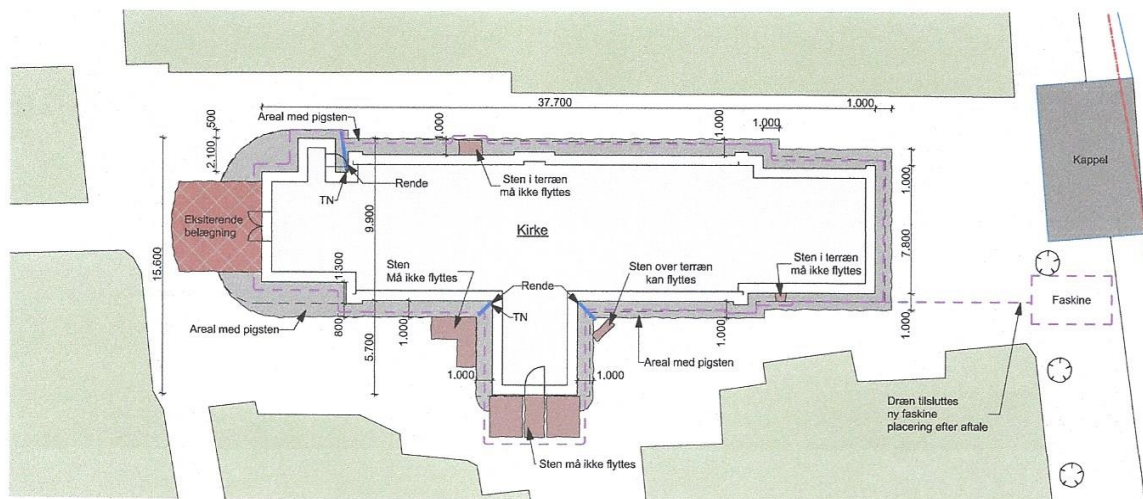 37.700
1.000
Areal med pigsten
500
2.100
1.000
1.000
1.000
Kappel
Sten i terræn
må ikke flyttes
Rende
TN
1.000
Eksiterende
belægning
9.900
Kirke
7.800
15.600
1.300
Sten
Må ikke flyttes
Sten over terræn
kan flyttes
Sten i terræn
må ikke flyttes
Rende
Faskine
TN
Areal med pigsten
800
1.000
1.000
1.000
5.700
Areal med pigsten
1.000
1.000
Dræn tilsluttes
ny faskine
placering efter aftale
Sten må ikke flyttes